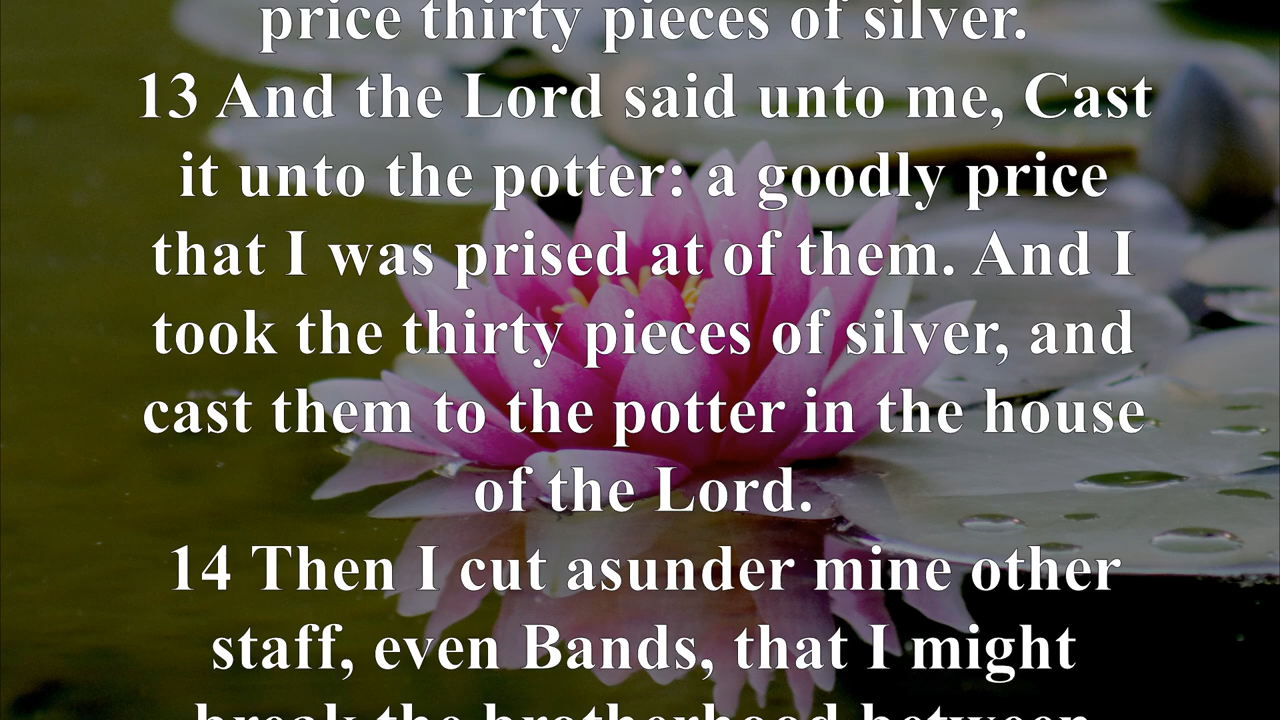 price thirty pieces of silver.
13 And the Lord said unto me, Cast
it unto the potter: a goodly price
that I was prised at of them. And I
took the thirty pieces of silver, and
cast them to the potter in the house
of the Lord.
14 Then I cut asunder mine other
staff, even Bands, that I might
break the brotherhood between